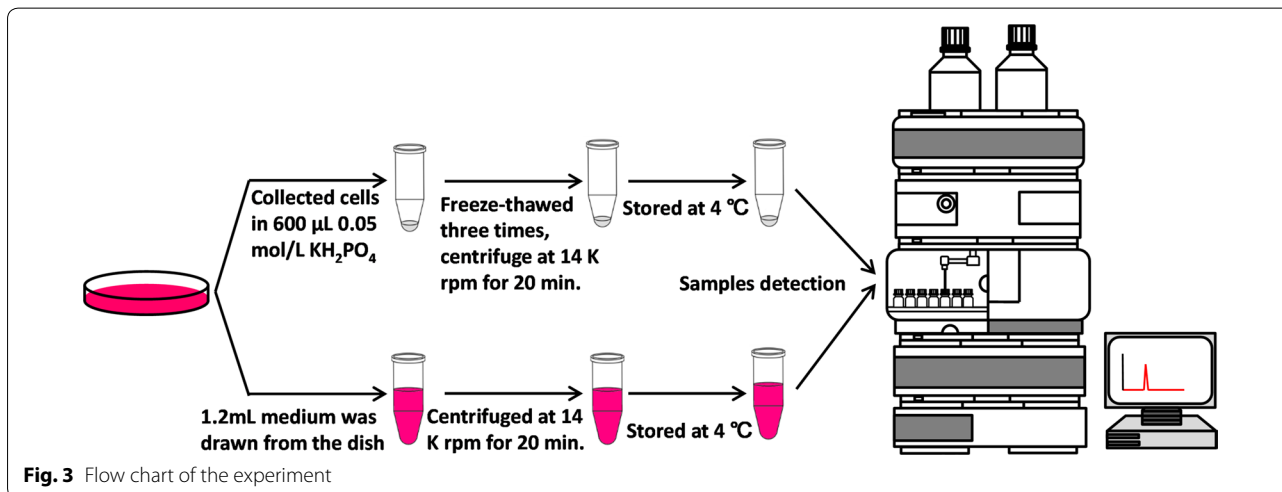 Collected cells
in 600 µL 0.05
mol/L KH₂PO₄
Freeze-thawed
three times,
centrifuge at 14 K
rpm for 20 min.
Stored at 4 ℃
Samples detection
1.2mL medium was
drawn from the dish
Centrifuged at 14
K rpm for 20 min.
Stored at 4 ℃
Fig. 3 Flow chart of the experiment